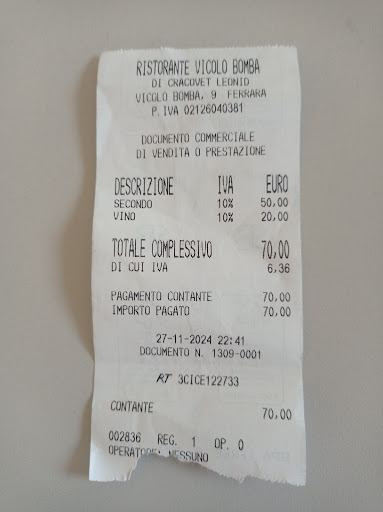 RISTORANTE VICOLO BOMBA
DI CRACOVET LEONID
VICOLO BOMBA, 9 FERRARA
P.IVA 02126040381
DOCUMENTO COMMERCIALE
DI VENDITA O PRESTAZIONE
DESCRIZIONE IVA EURO
SECONDO 10% 50,00
VINO 10% 20,00
TOTALE COMPLESSIVO 70,00
DI CUI IVA 6,36
PAGAMENTO CONTANTE 70,00
IMPORTO PAGATO 70,00
27-11-2024 22:41
DOCUMENTO N. 1309-0001
RT 3CICE122733
CONTANTE 70,00
002836 REG. 1 OP. 0
OPERATORE: NESSUNO